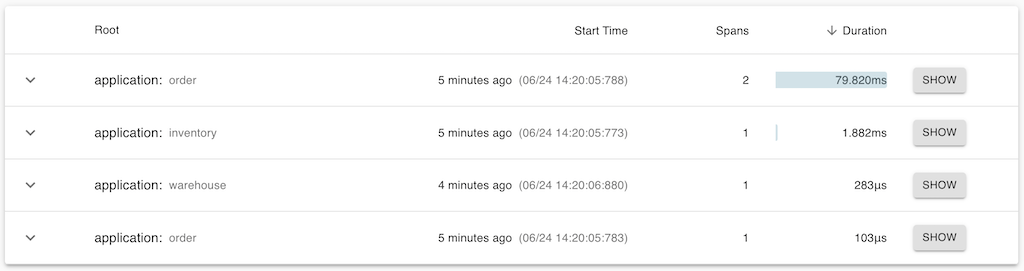 Root Start Time Spans Duration
application: order 5 minutes ago (06/24 14:20:05:788) 2 79.820ms SHOW
application: inventory 5 minutes ago (06/24 14:20:05:773) 1 1.882ms SHOW
application: warehouse 4 minutes ago (06/24 14:20:06:880) 1 283µs SHOW
application: order 5 minutes ago (06/24 14:20:05:783) 1 103µs SHOW